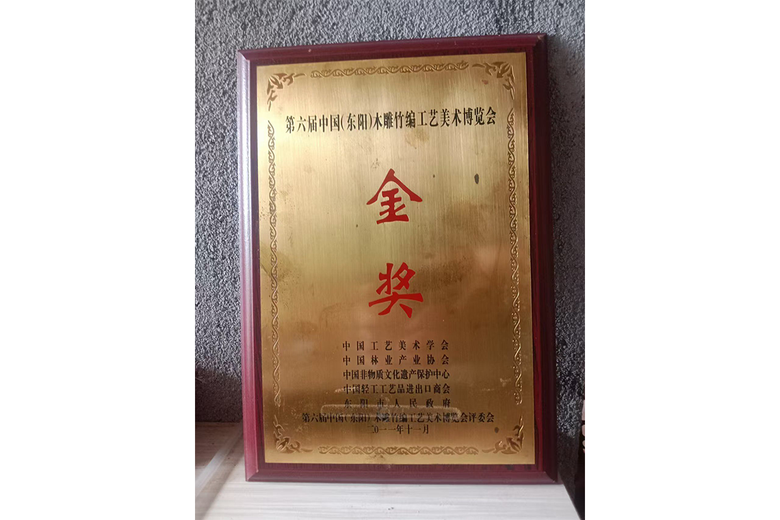 第六届中国(东阳)木雕竹编工艺美术博览会
金
奖
中国工艺美术学会
中国林业产业协会
中国非物质文化遗产保护中心
中国轻工工艺品进出口商会
东阳市人民政府
第六届中国(东阳)木雕竹编工艺美术博览会评委会
二〇一一年十一月